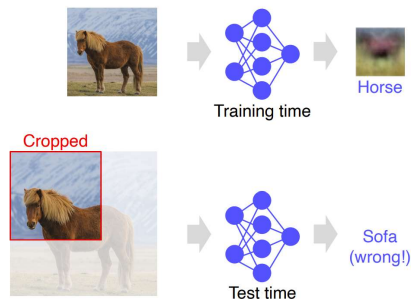 Training time
Horse
Cropped
Test time
Sofa
(wrong!)